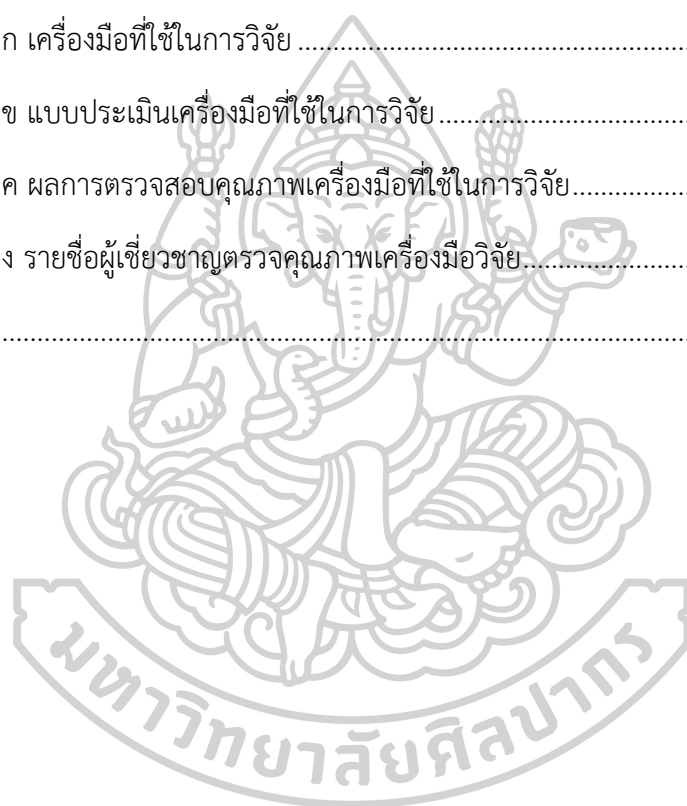 ก เครื่องมือที่ใช้ในการวิจัย ........................................................
ข แบบประเมินเครื่องมือที่ใช้ในการวิจัย....................................
ค ผลการตรวจสอบคุณภาพเครื่องมือที่ใช้ในการวิจัย.................
ง รายชื่อผู้เชี่ยวชาญตรวจคุณภาพเครื่องมือวิจัย........................
....................................................................................................
มหาวิทยาลัยศิลปากร